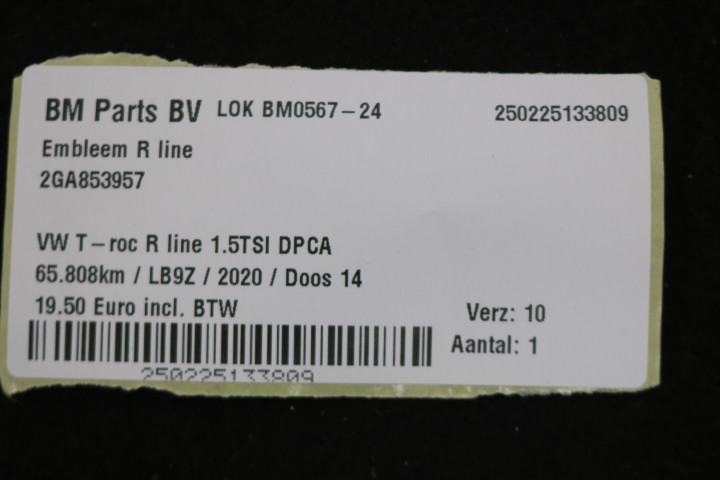 BM Parts BV LOK BM0567-24 250225133809
Embleem R line
2GA853957
VW T-roc R line 1.5TSI DPCA
65.808km / LB9Z / 2020 / Doos 14
19.50 Euro incl. BTW
Verz: 10
Aantal: 1
250225133809